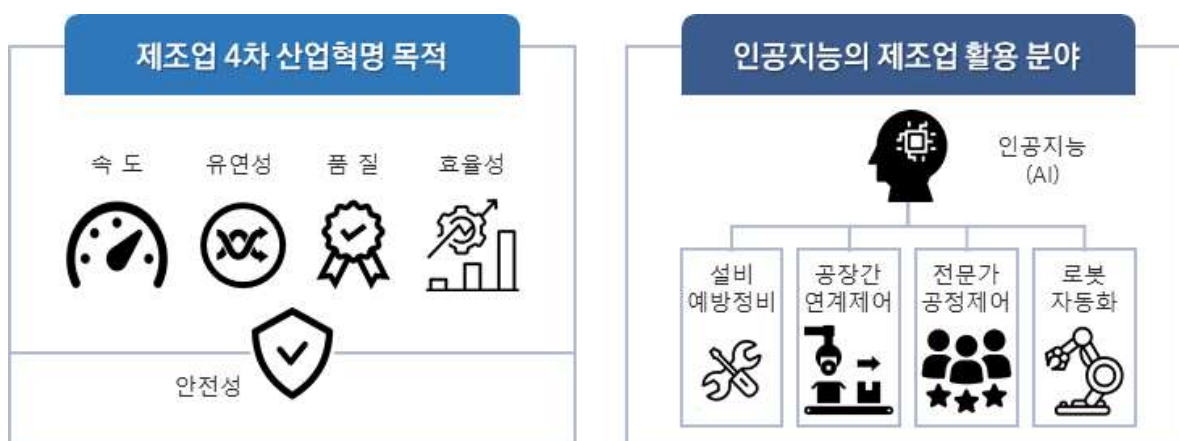 제조업 4차 산업혁명 목적
속 도
유연성
품 질
효율성
안전성
인공지능의 제조업 활용 분야
인공지능
(AI)
설비
예방정비
공장간
연계제어
전문가
공정제어
로봇
자동화